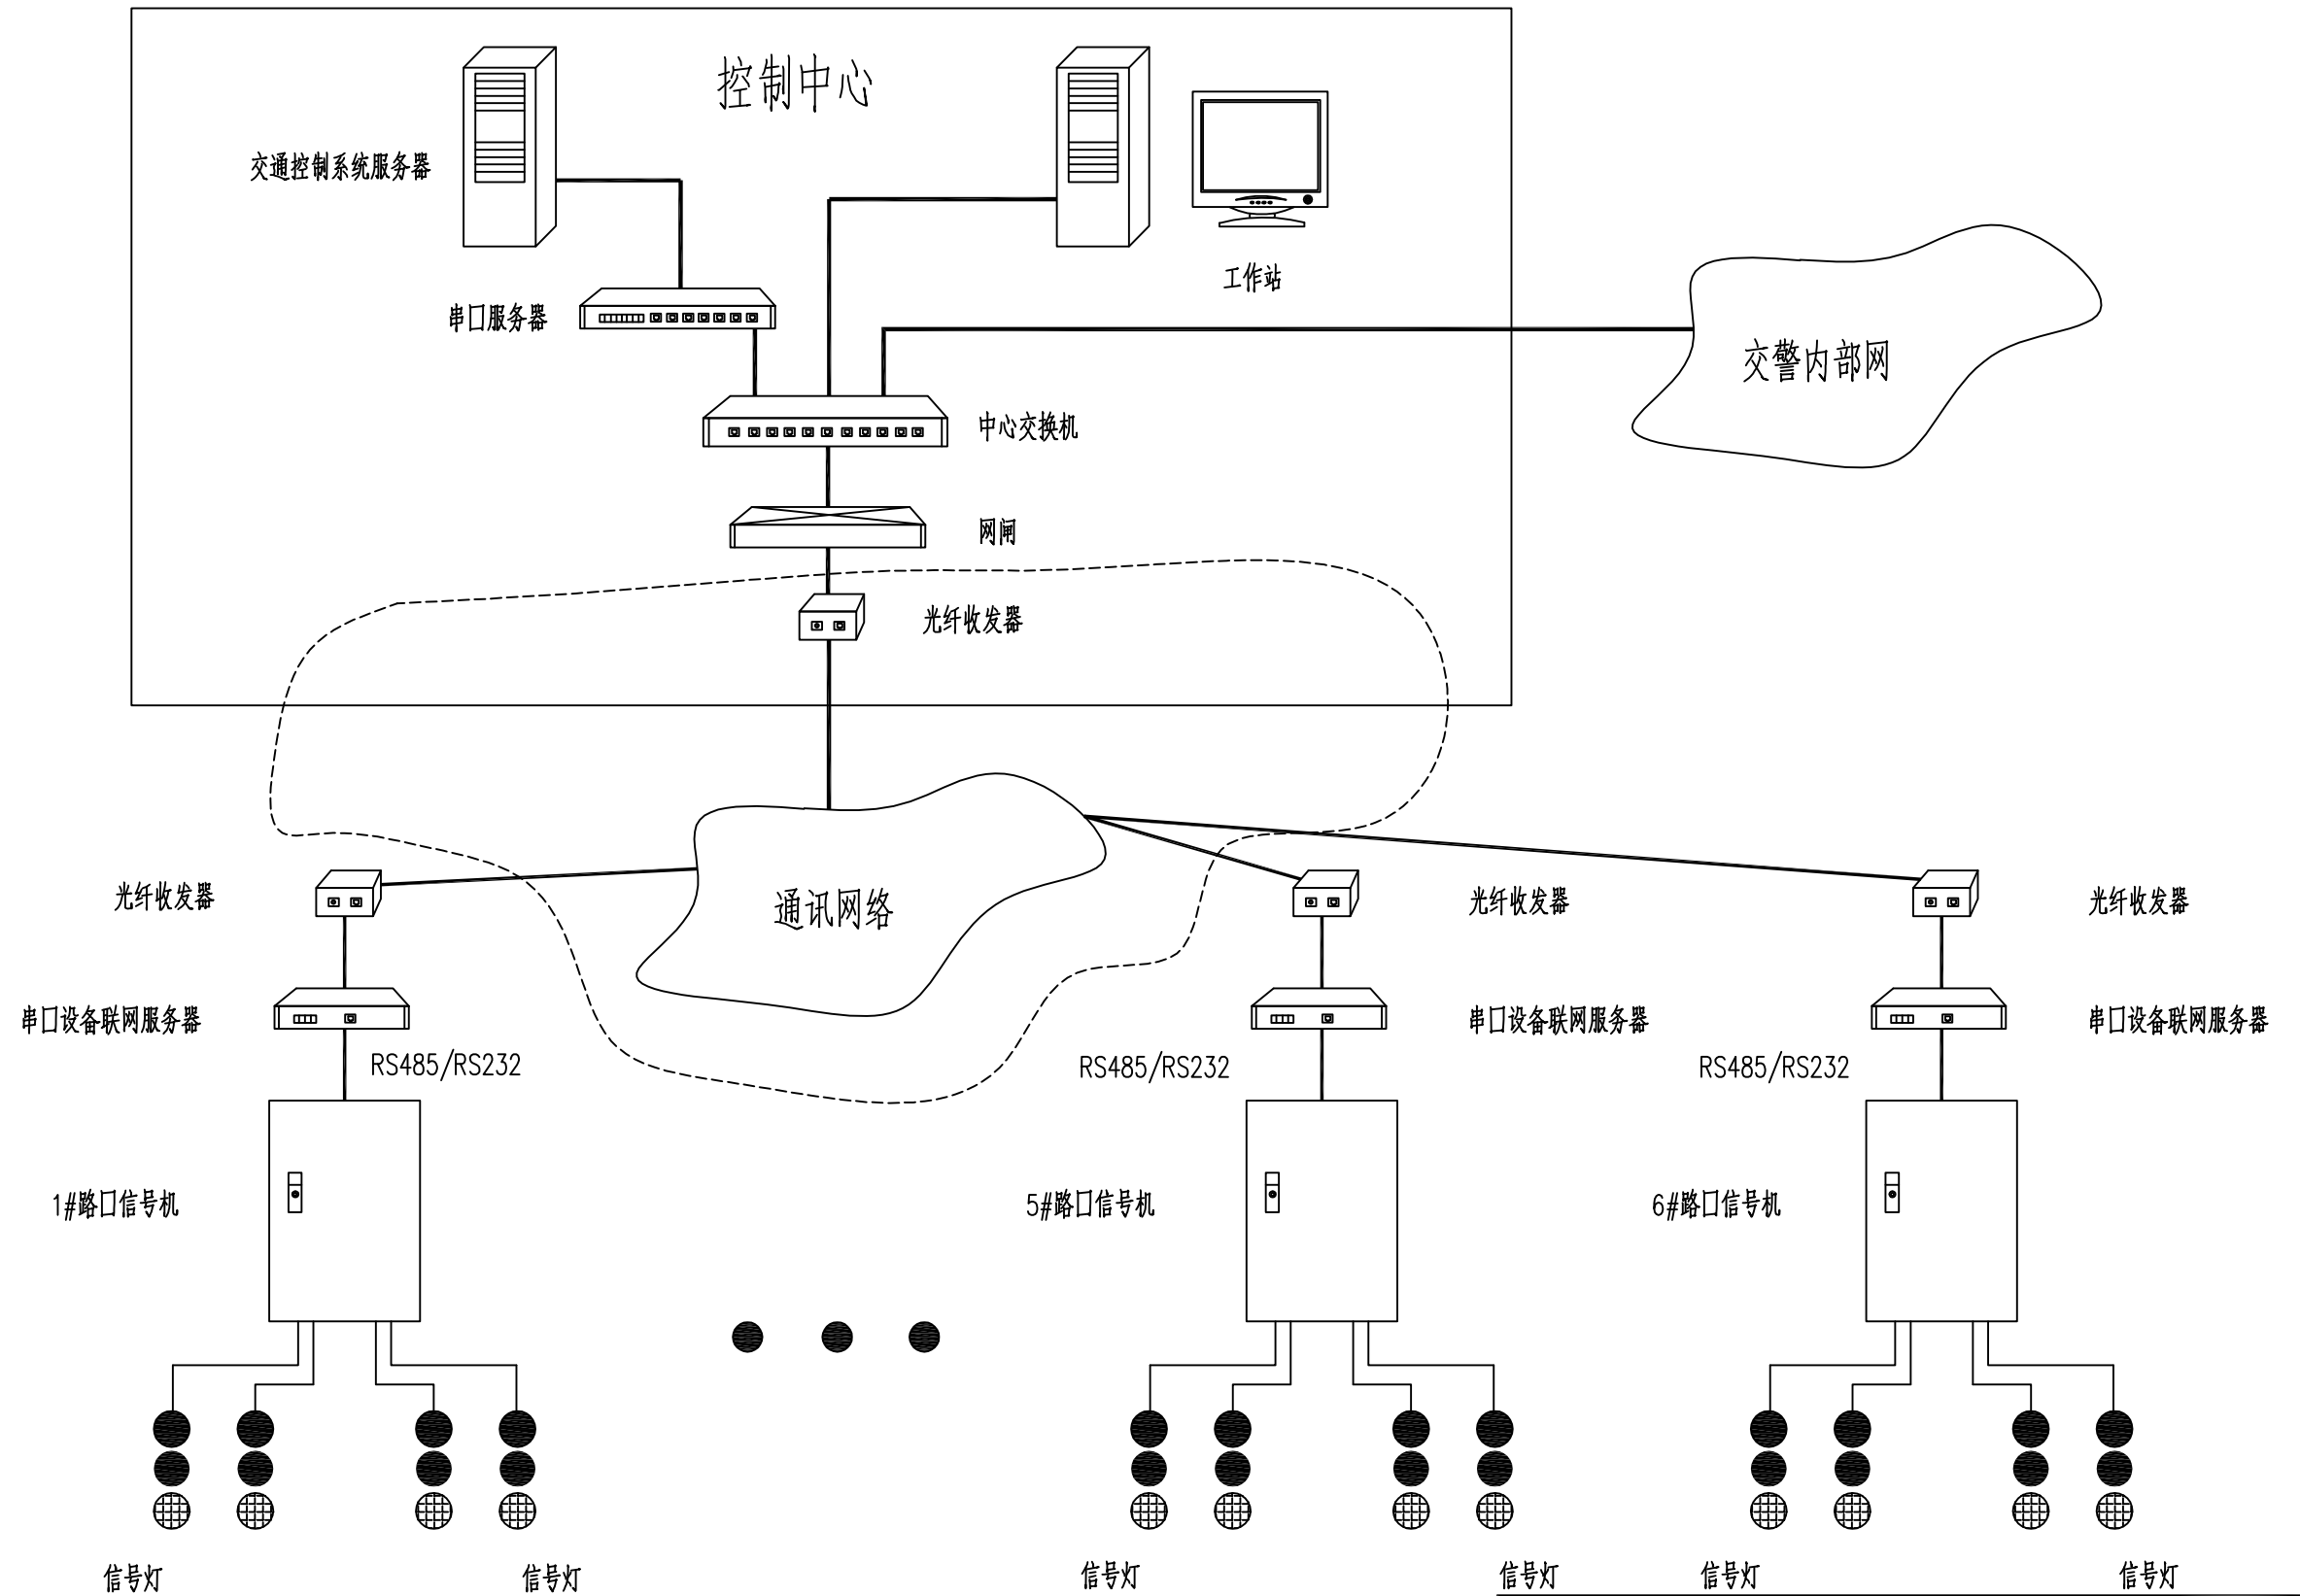 控制中心
交通控制系统服务器
工作站
串口服务器
交警内部网
中心交换机
网闸
光纤收发器
光纤收发器
通讯网络
光纤收发器
光纤收发器
串口设备联网服务器
串口设备联网服务器
串口设备联网服务器
RS485/RS232
RS485/RS232
RS485/RS232
1#路口信号机
5#路口信号机
6#路口信号机
信号灯
信号灯
信号灯
信号灯
信号灯
信号灯